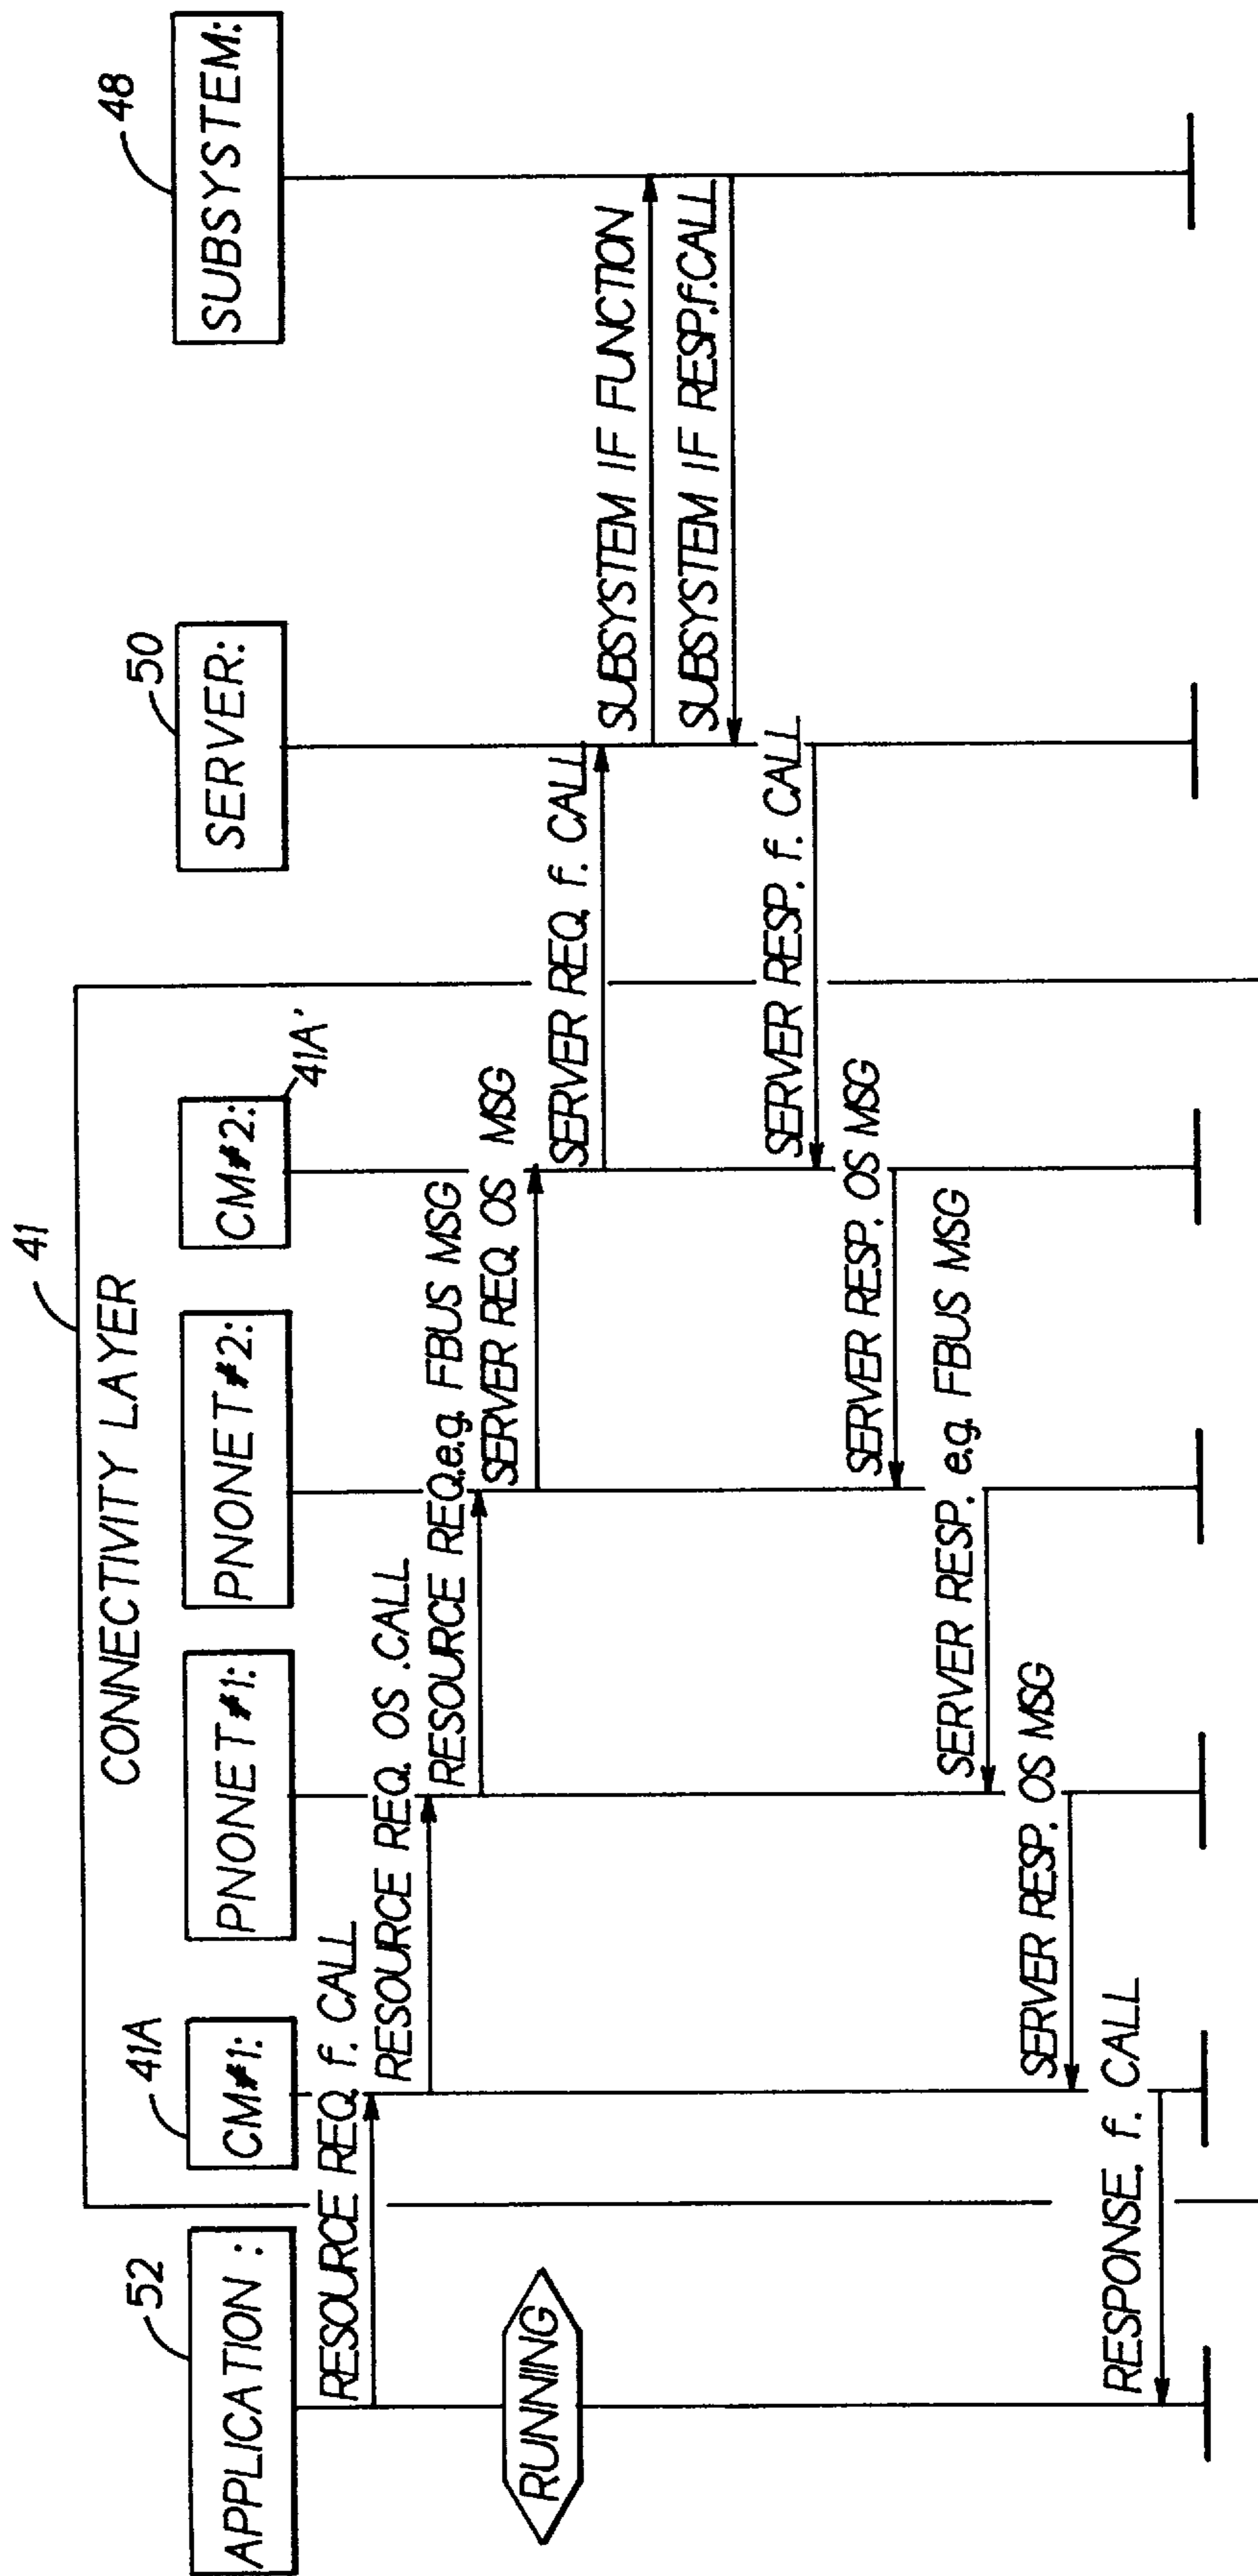 41
CONNECTIVITY LAYER
52
41A
41A'
50
48
APPLICATION :
CM#1:
PNONET#1:
PNONET#2:
CM#2:
SERVER:
SUBSYSTEM:
RESOURCE REQ. f. CALL
RESOURCE REQ. OS .CALL
RESOURCE REQ.e.g. FBUS MSG
SERVER REQ. OS MSG
SERVER REQ. f. CALL
SUBSYSTEM IF FUNCTION
RUNNING
SUBSYSTEM IF RESP.f.CALL
SERVER RESP. f. CALL
SERVER RESP. OS MSG
SERVER RESP. e.g. FBUS MSG
SERVER RESP. OS MSG
RESPONSE. f. CALL